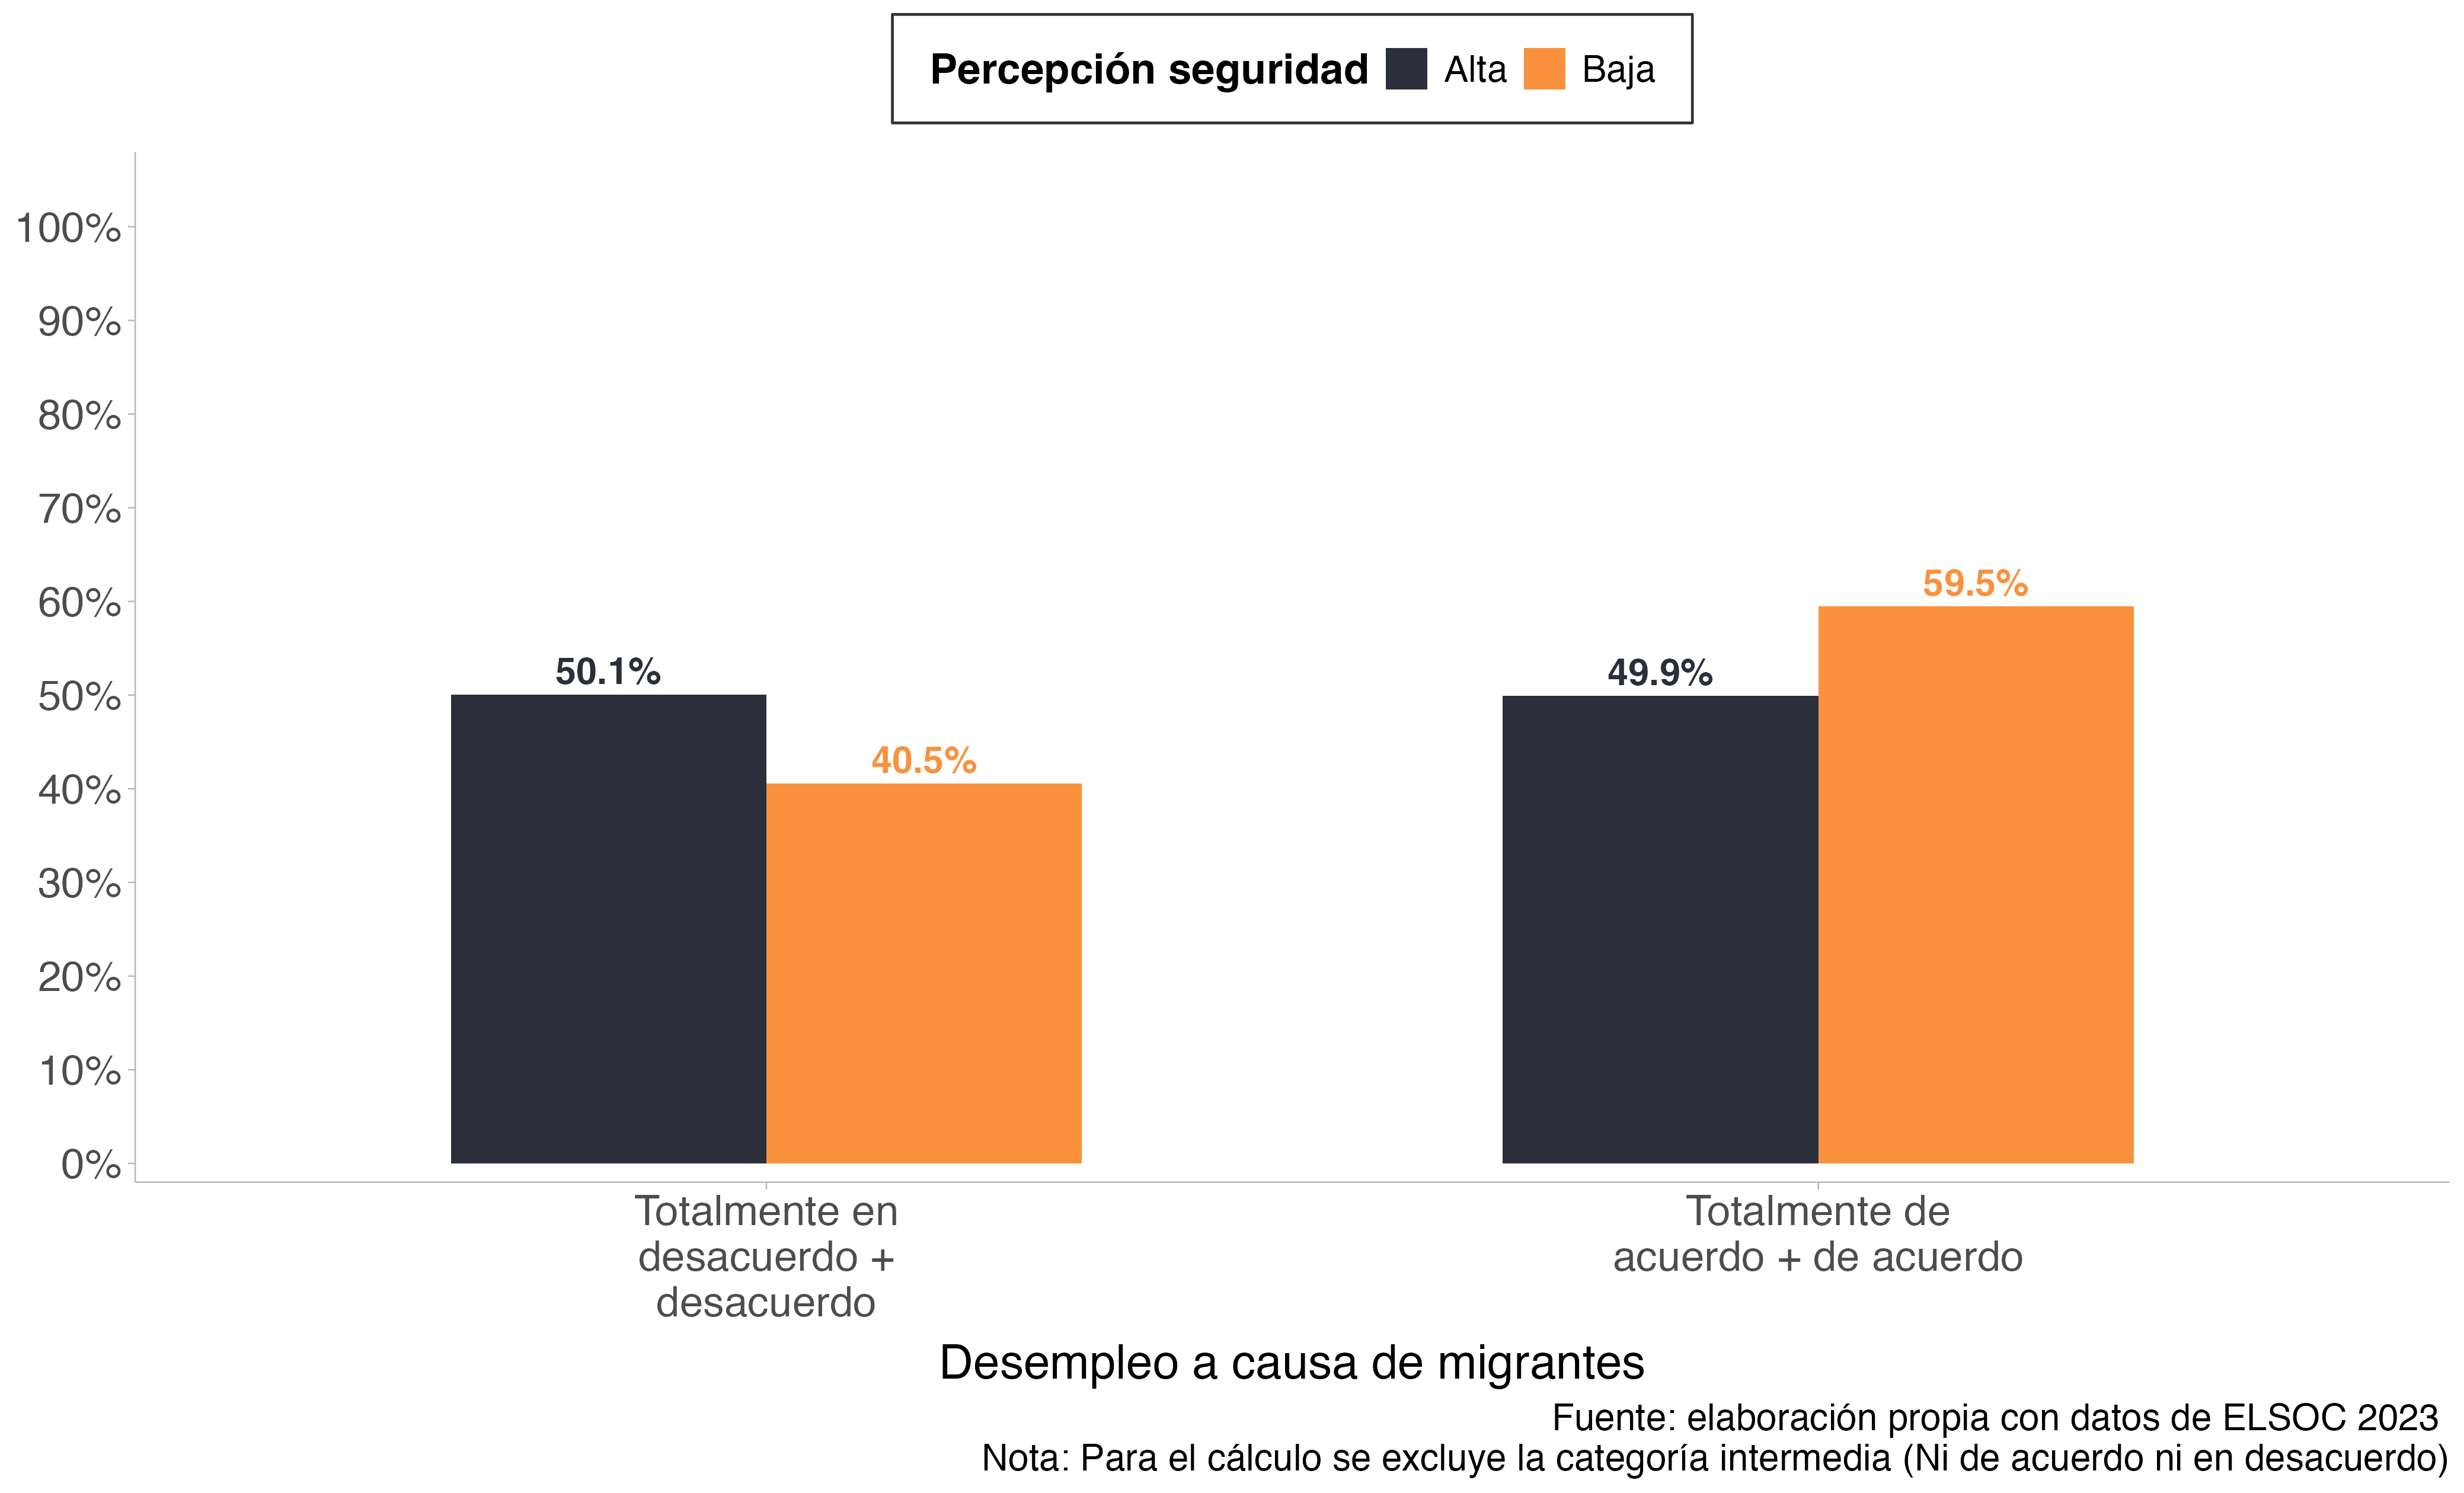 Percepción seguridad Alta Baja
100%
90%
80%
70%
60%
50%
40%
30%
20%
10%
0%
50.1%
40.5%
49.9%
59.5%
Totalmente en
desacuerdo +
desacuerdo
Totalmente de
acuerdo + de acuerdo
Desempleo a causa de migrantes
Fuente: elaboración propia con datos de ELSOC 2023
Nota: Para el cálculo se excluye la categoría intermedia (Ni de acuerdo ni en desacuerdo)